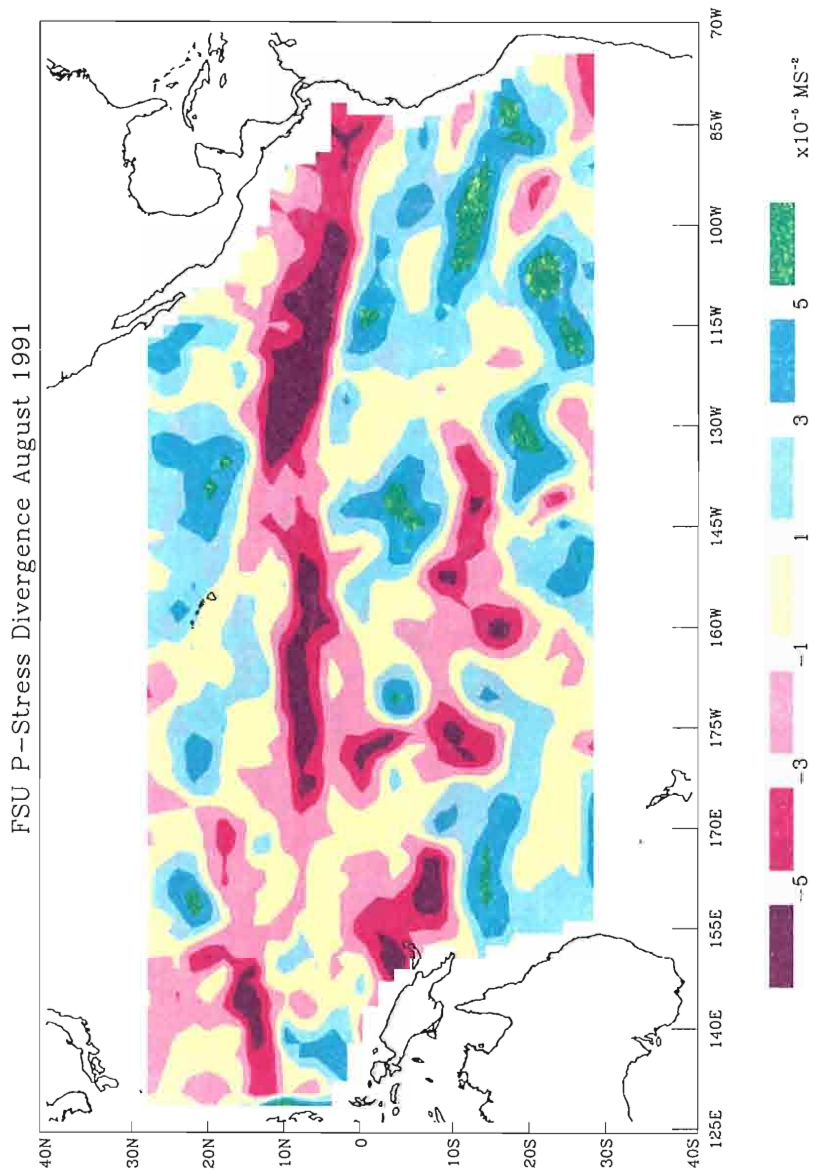 FSU P-Stress Divergence August 1991
40N
30N
20N
10N
0
10S
20S
30S
40S
125E
140E
155E
170E
175W
160W
145W
130W
115W
100W
85W
70W
-5
-3
-1
1
3
5
x10⁻⁵ MS⁻²